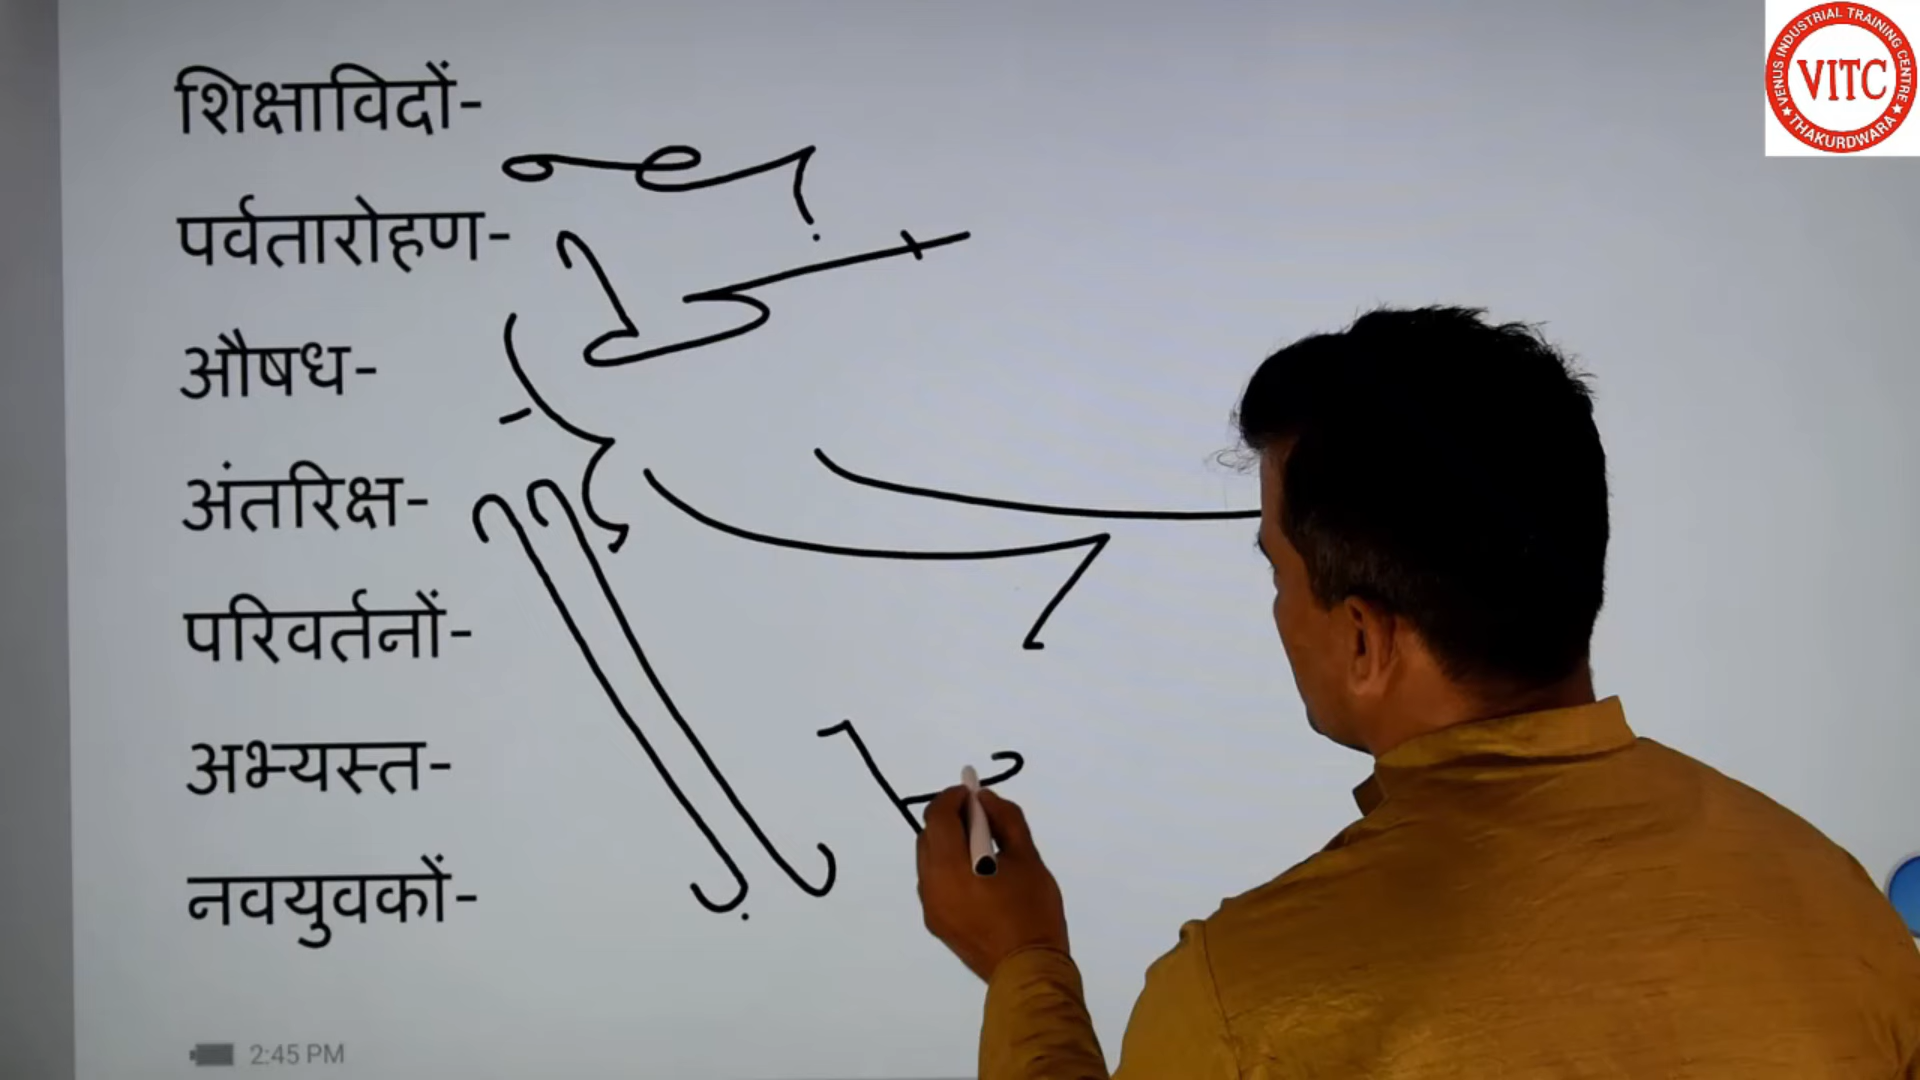 शिक्षाविदों-
पर्वतारोहण-
औषध-
अंतरिक्ष-
परिवर्तनों-
अभ्यस्त-
नवयुवकों-
2:45 PM
VENUS INDUSTRIAL TRAINING CENTRE
VITC
★ THAKURDWARA ★